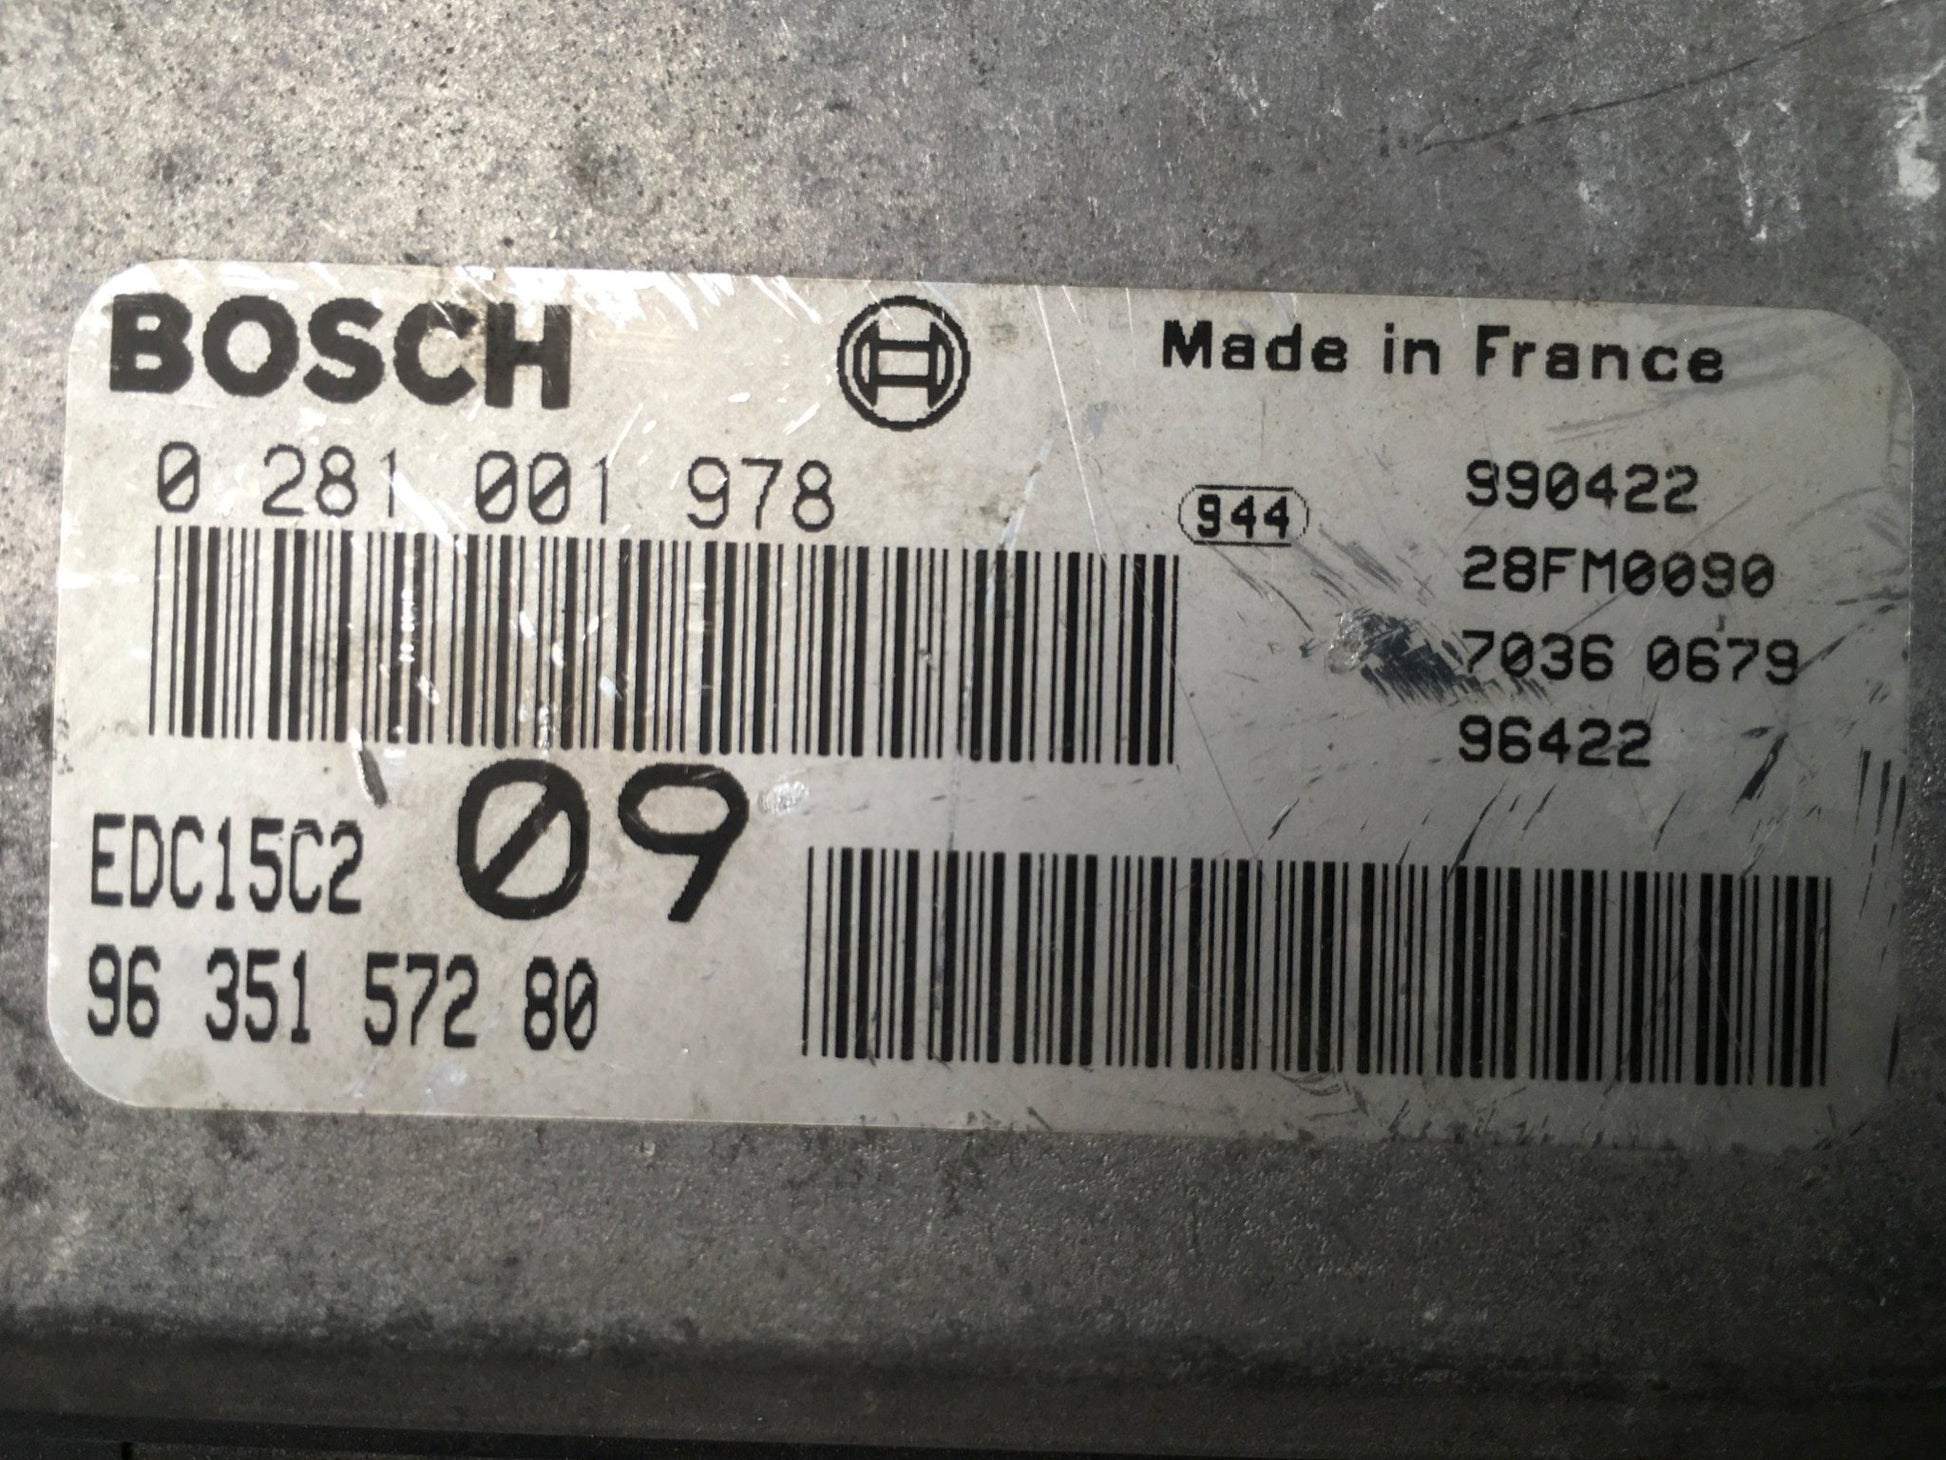 BOSCH
Made in France
0 281 001 978
944
990422
28FM0090
7036 0679
96422
EDC15C2
09
96 351 572 80